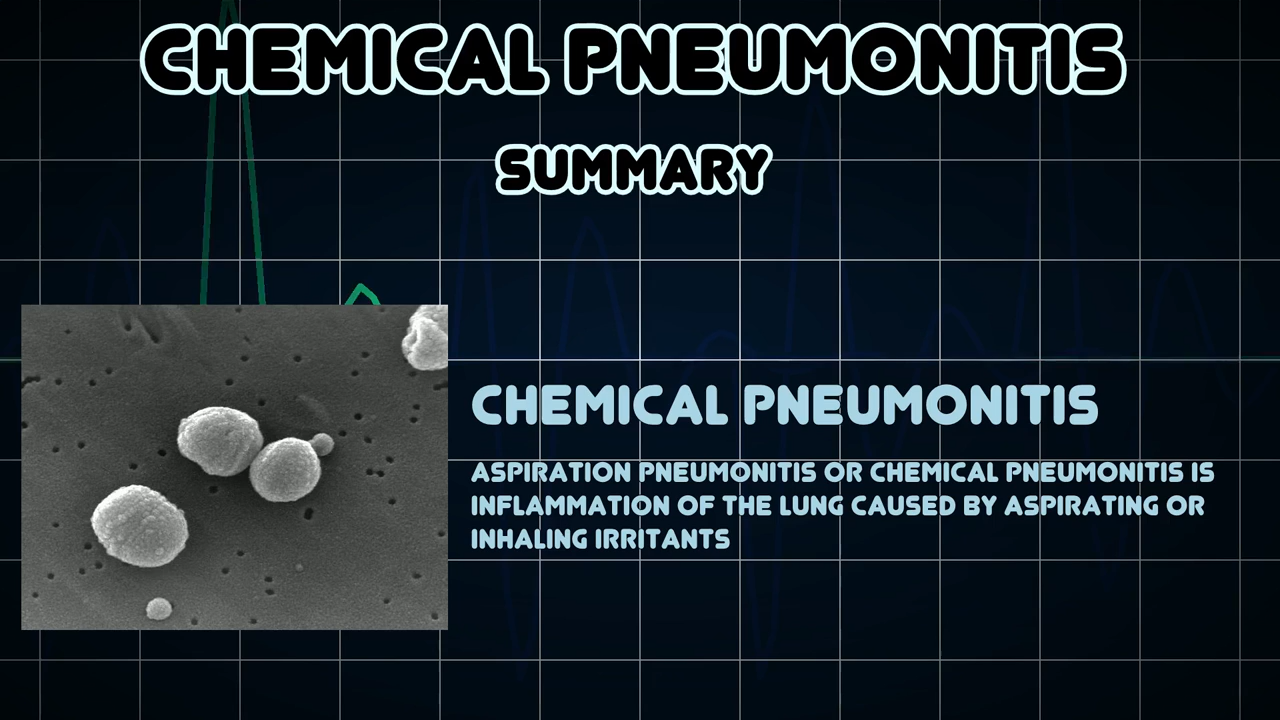 CHEMICAL PNEUMONITIS
SUMMARY
CHEMICAL PNEUMONITIS
ASPIRATION PNEUMONITIS OR CHEMICAL PNEUMONITIS IS
INFLAMMATION OF THE LUNG CAUSED BY ASPIRATING OR
INHALING IRRITANTS